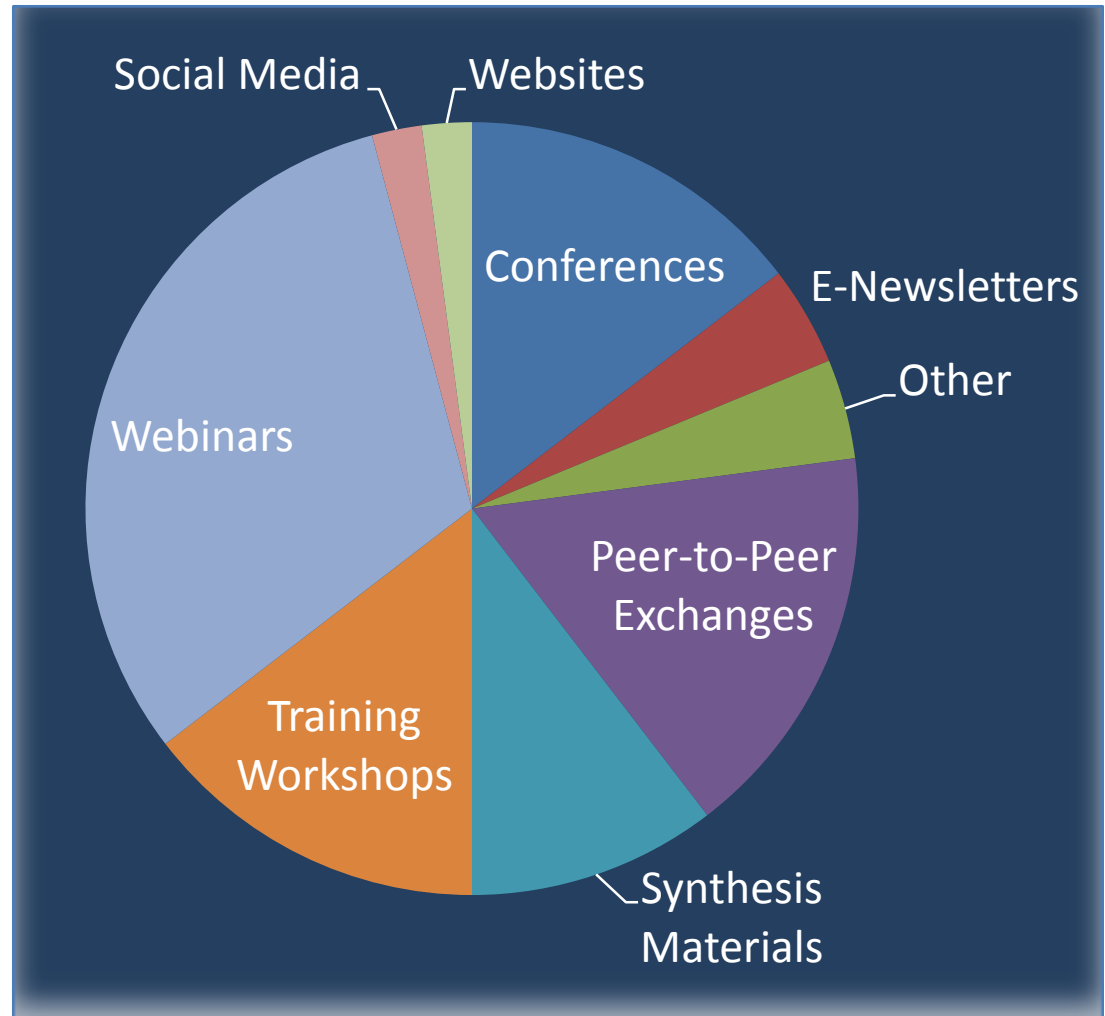 Social Media
Websites
Conferences
E-Newsletters
Other
Webinars
Peer-to-Peer
Exchanges
Training
Workshops
Synthesis
Materials